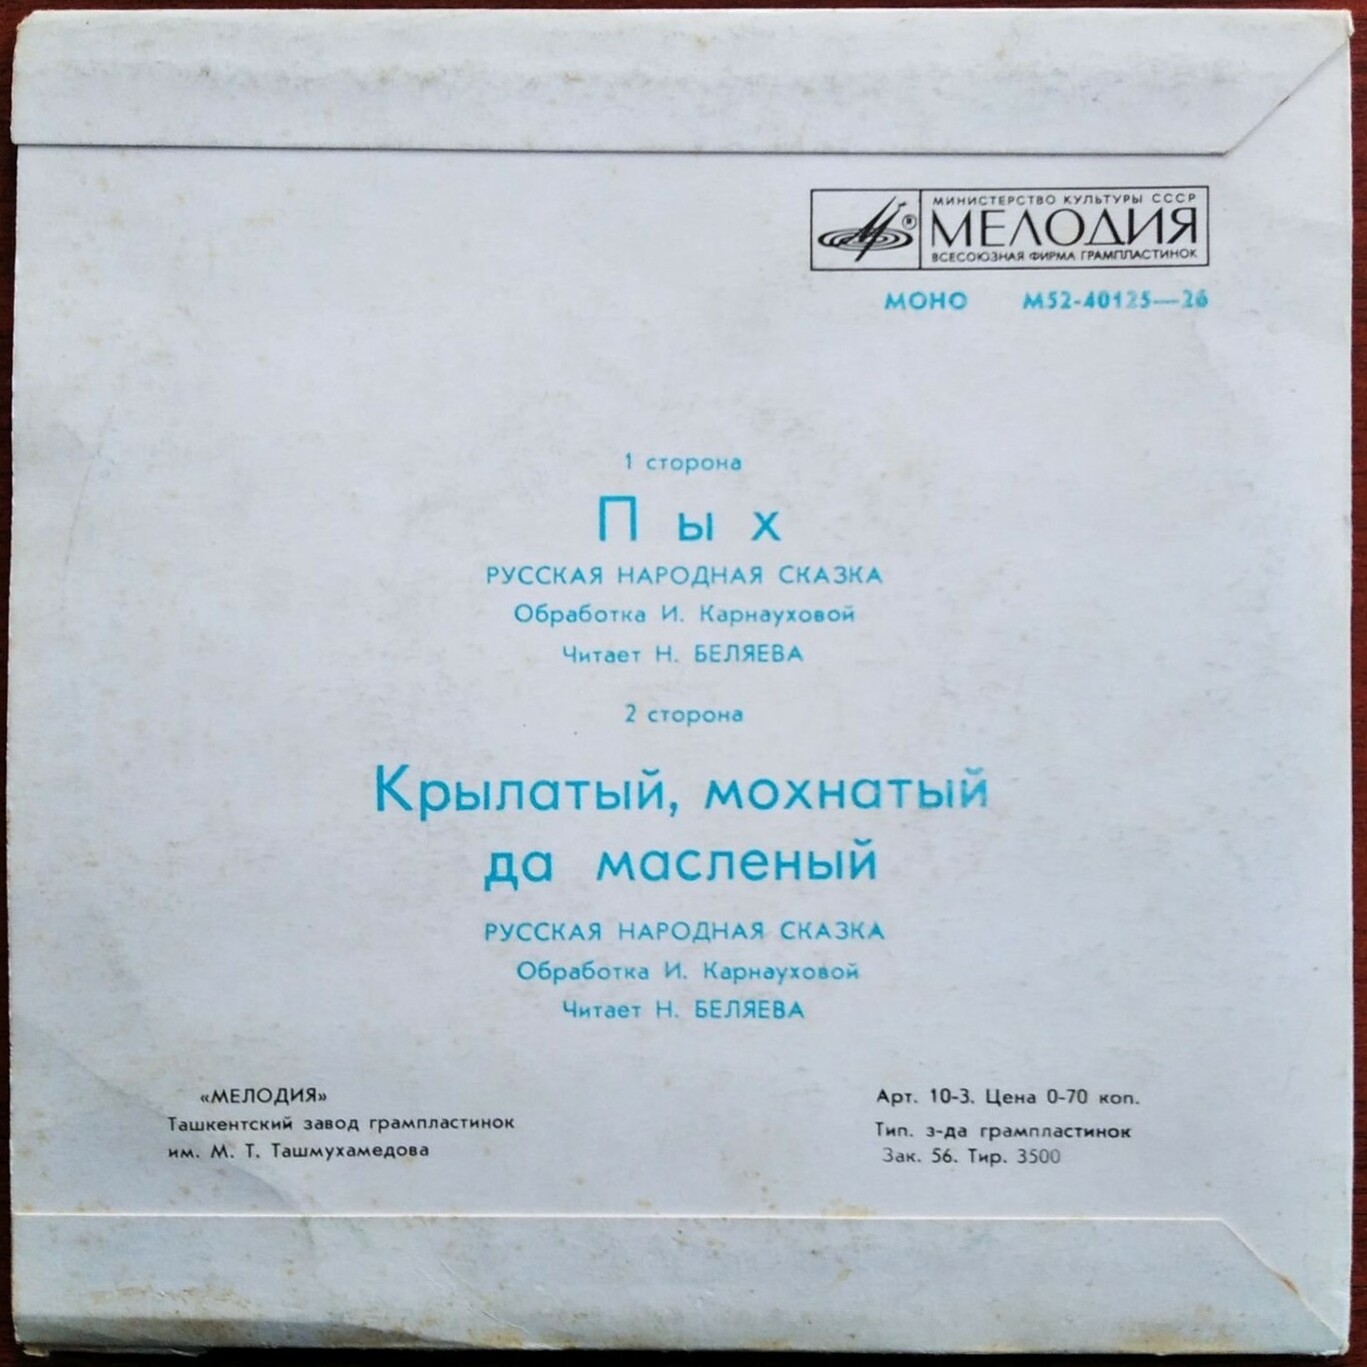 МИНИСТЕРСТВО КУЛЬТУРЫ СССР
МЕЛОДИЯ
ВСЕСОЮЗНАЯ ФИРМА ГРАМПЛАСТИНОК
МОНО М52-40125—26
1 сторона
Пых
РУССКАЯ НАРОДНАЯ СКАЗКА
Обработка И. Карнауховой
Читает Н. БЕЛЯЕВА
2 сторона
Крылатый, мохнатый
да масленый
РУССКАЯ НАРОДНАЯ СКАЗКА
Обработка И. Карнауховой
Читает Н. БЕЛЯЕВА
«МЕЛОДИЯ»
Ташкентский завод грампластинок
им. М. Т. Ташмухамедова
Арт. 10-3. Цена 0-70 коп.
Тип. з-да грампластинок
Зак. 56. Тир. 3500